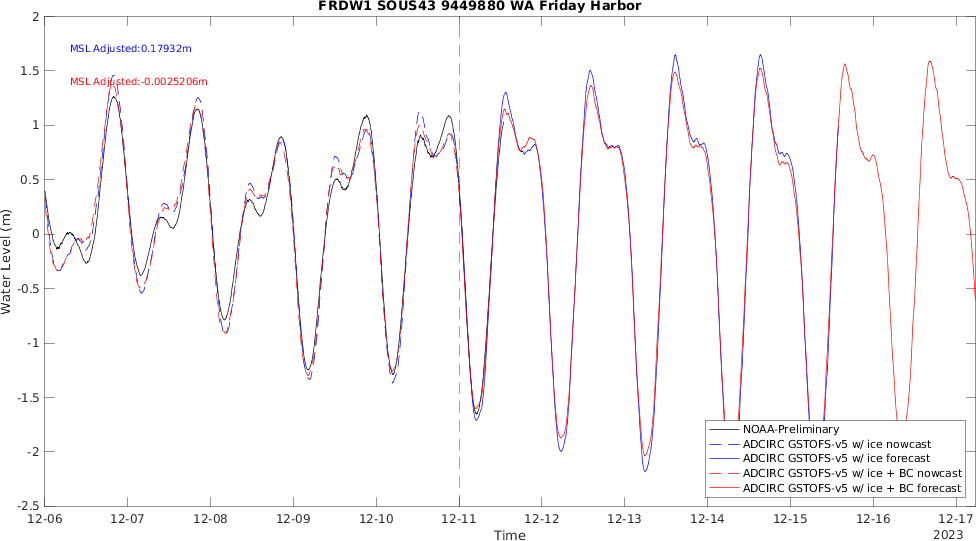 FRDW1 SOUS43 9449880 WA Friday Harbor
2
MSL Adjusted:0.17932m
1.5
MSL Adjusted:-0.0025206m
1
0.5
0
Water Level (m)
-0.5
-1
-1.5
-2
-2.5
NOAA-Preliminary
ADCIRC GSTOFS-v5 w/ ice nowcast
ADCIRC GSTOFS-v5 w/ ice forecast
ADCIRC GSTOFS-v5 w/ ice + BC nowcast
ADCIRC GSTOFS-v5 w/ ice + BC forecast
12-06 12-07 12-08 12-09 12-10 12-11 12-12 12-13 12-14 12-15 12-16 12-17
Time
2023